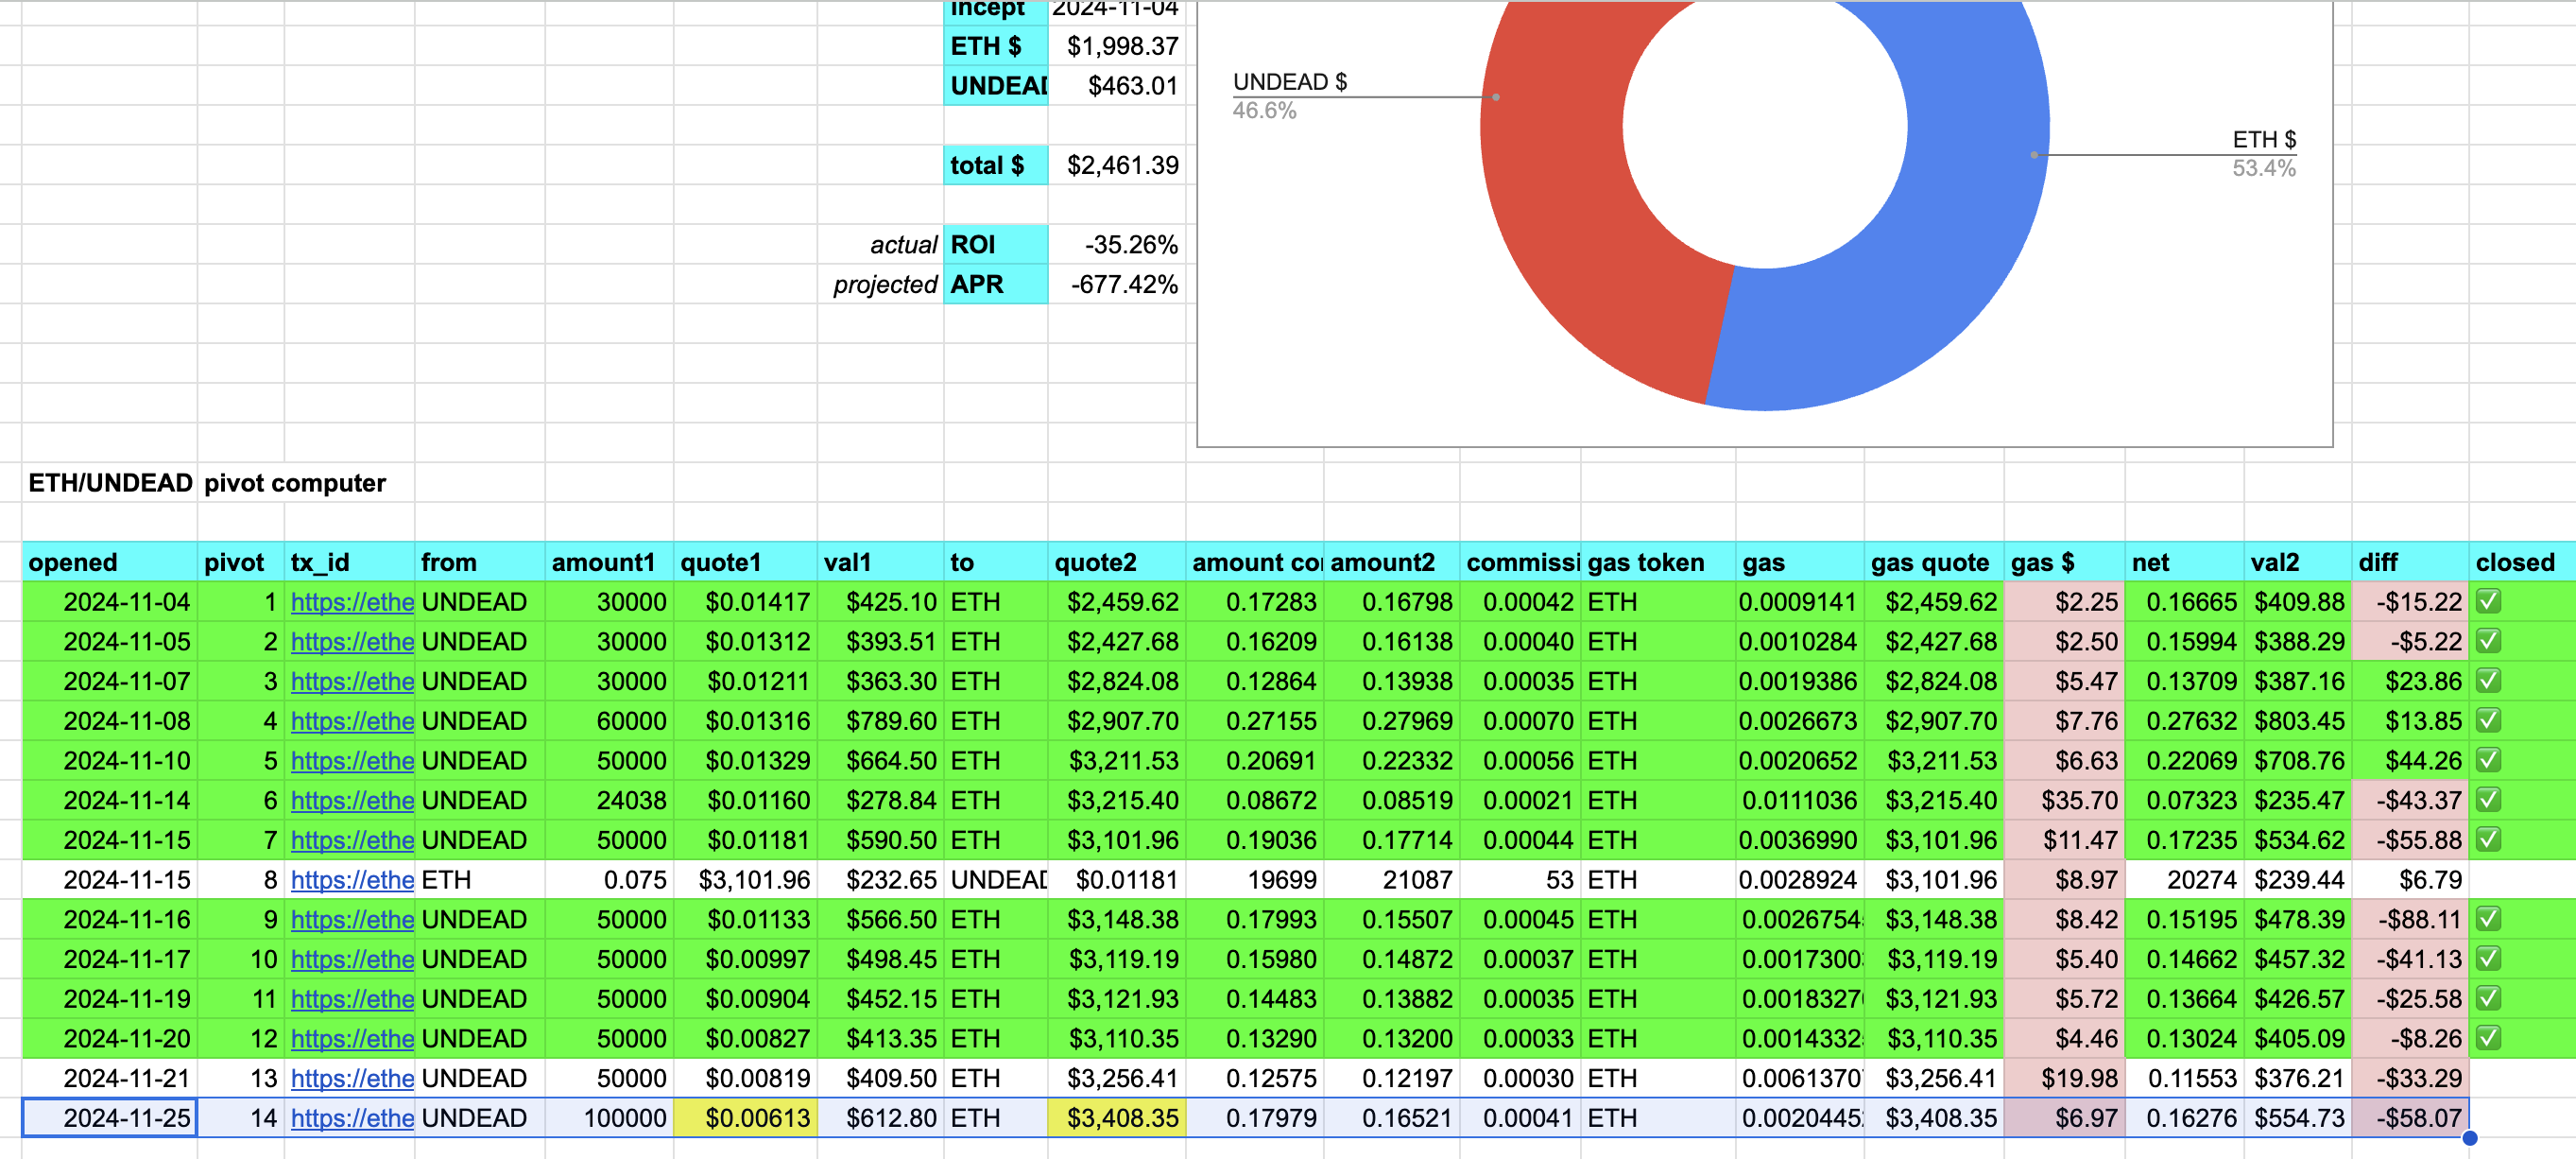 incept 2024-11-04
ETH $ $1,998.37
UNDEAD $463.01
total $ $2,461.39
actual ROI -35.26%
projected APR -677.42%
UNDEAD $
46.6%
ETH $
53.4%
ETH/UNDEAD pivot computer
opened pivot tx_id from amount1 quote1 val1 to quote2 amount co amount2 commissi gas token gas gas quote gas $ net val2 diff closed
2024-11-04 1 https://ethe UNDEAD 30000 $0.01417 $425.10 ETH $2,459.62 0.17283 0.16798 0.00042 ETH 0.0009141 $2,459.62 $2.25 0.16665 $409.88 -$15.22 ✅
2024-11-05 2 https://ethe UNDEAD 30000 $0.01312 $393.51 ETH $2,427.68 0.16209 0.16138 0.00040 ETH 0.0010284 $2,427.68 $2.50 0.15994 $388.29 -$5.22 ✅
2024-11-07 3 https://ethe UNDEAD 30000 $0.01211 $363.30 ETH $2,824.08 0.12864 0.13938 0.00035 ETH 0.0019386 $2,824.08 $5.47 0.13709 $387.16 $23.86 ✅
2024-11-08 4 https://ethe UNDEAD 60000 $0.01316 $789.60 ETH $2,907.70 0.27155 0.27969 0.00070 ETH 0.0026673 $2,907.70 $7.76 0.27632 $803.45 $13.85 ✅
2024-11-10 5 https://ethe UNDEAD 50000 $0.01329 $664.50 ETH $3,211.53 0.20691 0.22332 0.00056 ETH 0.0020652 $3,211.53 $6.63 0.22069 $708.76 $44.26 ✅
2024-11-14 6 https://ethe UNDEAD 24038 $0.01160 $278.84 ETH $3,215.40 0.08672 0.08519 0.00021 ETH 0.0111036 $3,215.40 $35.70 0.07323 $235.47 -$43.37 ✅
2024-11-15 7 https://ethe UNDEAD 50000 $0.01181 $590.50 ETH $3,101.96 0.19036 0.17714 0.00044 ETH 0.0036990 $3,101.96 $11.47 0.17235 $534.62 -$55.88 ✅
2024-11-15 8 https://ethe ETH 0.075 $3,101.96 $232.65 UNDEAD $0.01181 19699 21087 53 ETH 0.0028924 $3,101.96 $8.97 20274 $239.44 $6.79
2024-11-16 9 https://ethe UNDEAD 50000 $0.01133 $566.50 ETH $3,148.38 0.17993 0.15507 0.00045 ETH 0.0026754 $3,148.38 $8.42 0.15195 $478.39 -$88.11 ✅
2024-11-17 10 https://ethe UNDEAD 50000 $0.00997 $498.45 ETH $3,119.19 0.15980 0.14872 0.00037 ETH 0.0017300 $3,119.19 $5.40 0.14662 $457.32 -$41.13 ✅
2024-11-19 11 https://ethe UNDEAD 50000 $0.00904 $452.15 ETH $3,121.93 0.14483 0.13882 0.00035 ETH 0.0018327 $3,121.93 $5.72 0.13664 $426.57 -$25.58 ✅
2024-11-20 12 https://ethe UNDEAD 50000 $0.00827 $413.35 ETH $3,110.35 0.13290 0.13200 0.00033 ETH 0.0014332 $3,110.35 $4.46 0.13024 $405.09 -$8.26 ✅
2024-11-21 13 https://ethe UNDEAD 50000 $0.00819 $409.50 ETH $3,256.41 0.12575 0.12197 0.00030 ETH 0.0061370 $3,256.41 $19.98 0.11553 $376.21 -$33.29
2024-11-25 14 https://ethe UNDEAD 100000 $0.00613 $612.80 ETH $3,408.35 0.17979 0.16521 0.00041 ETH 0.0020445 $3,408.35 $6.97 0.16276 $554.73 -$58.07